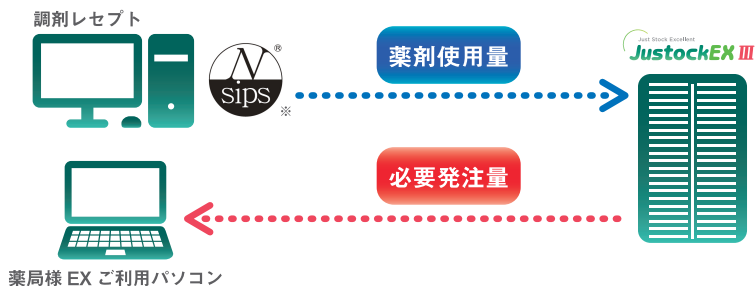 調剤レセプト
Nsips®
※
薬剤使用量
Just Stock Excellent
JustockEX III
必要発注量
薬局様 EX ご利用パソコン